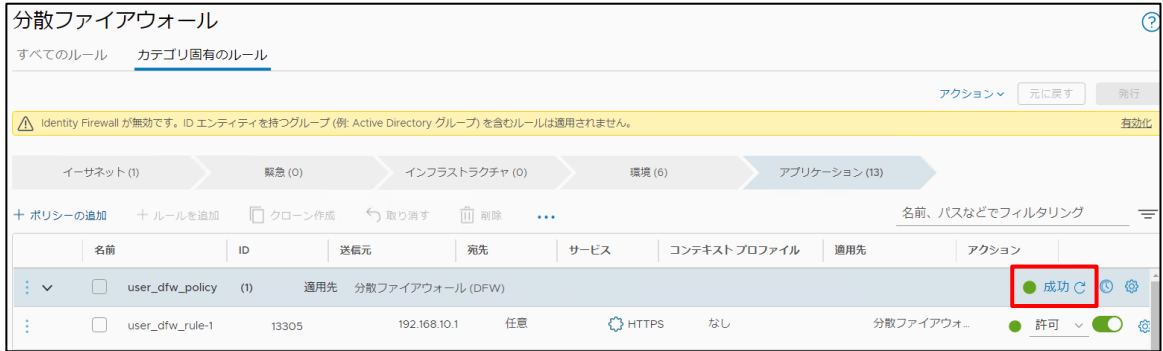 分散ファイアウォール
すべてのルール カテゴリ固有のルール
アクション 元に戻す 発行
Identity Firewall が無効です。ID エンティティを持つグループ (例: Active Directory グループ) を含むルールは適用されません。 有効化
イーサネット (1) 緊急 (0) インフラストラクチャ (0) 環境 (6) アプリケーション (13)
+ ポリシーの追加 + ルールを追加 クローン作成 取り消す 削除 ... 名前、パスなどでフィルタリング
名前 ID 送信元 宛先 サービス コンテキスト プロファイル 適用先 アクション
user_dfw_policy (1) 適用先 分散ファイアウォール (DFW) 成功
user_dfw_rule-1 13305 192.168.10.1 任意 HTTPS なし 分散ファイアウォ... 許可